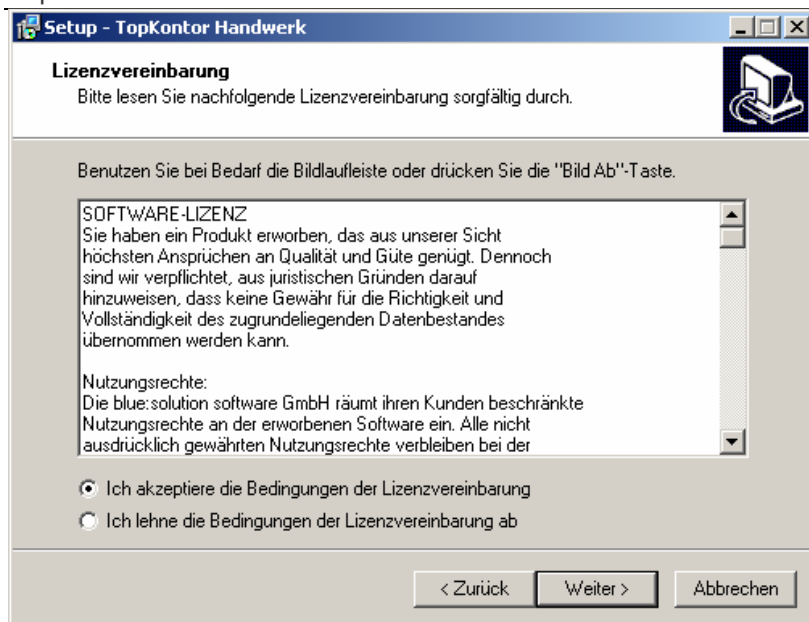 Setup - TopKontor Handwerk
Lizenzvereinbarung
Bitte lesen Sie nachfolgende Lizenzvereinbarung sorgfältig durch.
Benutzen Sie bei Bedarf die Bildlaufleiste oder drücken Sie die "Bild Ab"-Taste.
SOFTWARE-LIZENZ
Sie haben ein Produkt erworben, das aus unserer Sicht
höchsten Ansprüchen an Qualität und Güte genügt. Dennoch
sind wir verpflichtet, aus juristischen Gründen darauf
hinzuweisen, dass keine Gewähr für die Richtigkeit und
Vollständigkeit des zugrundeliegenden Datenbestandes
übernommen werden kann.
Nutzungsrechte:
Die blue:solution software GmbH räumt ihren Kunden beschränkte
Nutzungsrechte an der erworbenen Software ein. Alle nicht
ausdrücklich gewährten Nutzungsrechte verbleiben bei der
Ich akzeptiere die Bedingungen der Lizenzvereinbarung
Ich lehne die Bedingungen der Lizenzvereinbarung ab
< Zurück Weiter > Abbrechen